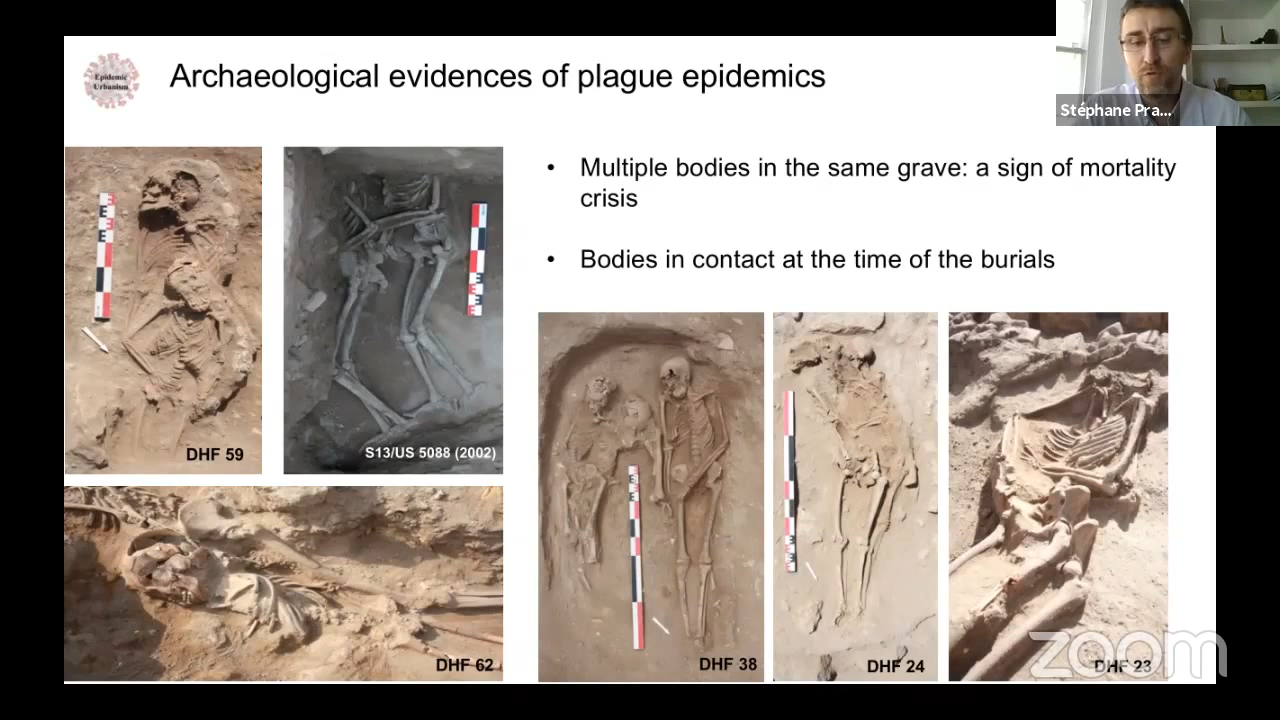 Epidemic
Urbanism
Archaeological evidences of plague epidemics
Stéphane Pra...
• Multiple bodies in the same grave: a sign of mortality
crisis
• Bodies in contact at the time of the burials
DHF 59
S13/US 5088 (2002)
DHF 62
DHF 38
DHF 24
DHF 23
zoom